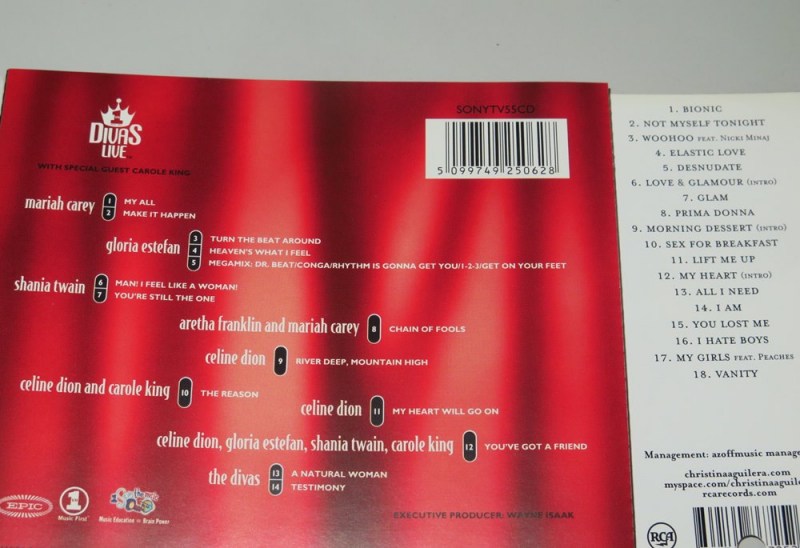 1
DIVAS
LIVE
WITH SPECIAL GUEST CAROLE KING
SONYTV55CD
5 099749 250628
mariah carey 1 MY ALL
2 MAKE IT HAPPEN
gloria estefan 3 TURN THE BEAT AROUND
4 HEAVEN'S WHAT I FEEL
5 MEGAMIX: DR. BEAT/CONGA/RHYTHM IS GONNA GET YOU/1-2-3/GET ON YOUR FEET
shania twain 6 MAN! I FEEL LIKE A WOMAN!
7 YOU'RE STILL THE ONE
aretha franklin and mariah carey 8 CHAIN OF FOOLS
celine dion 9 RIVER DEEP, MOUNTAIN HIGH
celine dion and carole king 10 THE REASON
celine dion 11 MY HEART WILL GO ON
celine dion, gloria estefan, shania twain, carole king 12 YOU'VE GOT A FRIEND
the divas 13 A NATURAL WOMAN
14 TESTIMONY
EPIC
Music First
Save the Music
Music Education = Brain Power
EXECUTIVE PRODUCER: WAYNE ISAAK
1. BIONIC
2. NOT MYSELF TONIGHT
3. WOOHOO FEAT. NICKI MINAJ
4. ELASTIC LOVE
5. DESNUDATE
6. LOVE & GLAMOUR (INTRO)
7. GLAM
8. PRIMA DONNA
9. MORNING DESSERT (INTRO)
10. SEX FOR BREAKFAST
11. LIFT ME UP
12. MY HEART (INTRO)
13. ALL I NEED
14. I AM
15. YOU LOST ME
16. I HATE BOYS
17. MY GIRLS FEAT. PEACHES
18. VANITY
Management: azoffmusic manage
christinaaguilera.com
myspace.com/christinaaguile
rcarecords.com
RCA